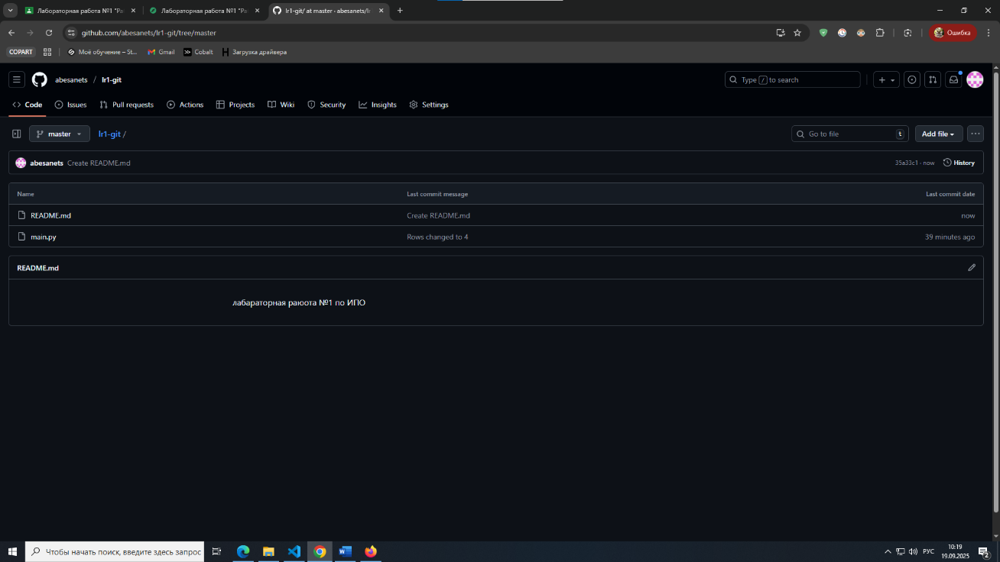 Лабораторная работа №1 "Ра
Лабораторная работа №1 "Ра
lr1-git/ at master · abesanets/lr
github.com/abesanets/lr1-git/tree/master
Ошибка
COPART
Моё обучение – St...
Gmail
Cobalt
Загрузка драйвера
abesanets / lr1-git
Type / to search
Code
Issues
Pull requests
Actions
Projects
Wiki
Security
Insights
Settings
master
lr1-git /
Go to file
t
Add file
abesanets Create README.md
35a33c1 · now
History
Name
Last commit message
Last commit date
README.md
Create README.md
now
main.py
Rows changed to 4
39 minutes ago
README.md
лабараторная раюота №1 по ИПО
Чтобы начать поиск, введите здесь запрос
РУС
10:19
19.09.2025
2